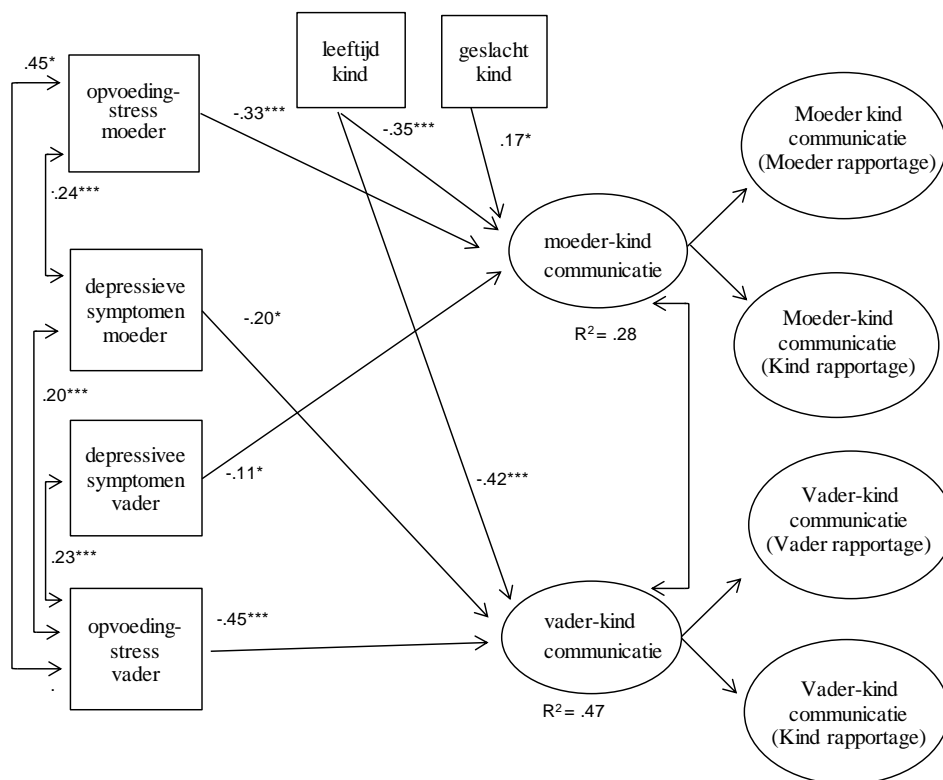 .45*
opvoeding-
stress
moeder
leeftijd
kind
geslacht
kind
-.33***
-.35***
.17*
Moeder kind
communicatie
(Moeder rapportage)
.24***
moeder-kind
communicatie
depressieve
symptomen
moeder
-.20*
R² = .28
Moeder-kind
communicatie
(Kind rapportage)
.20***
depressivee
symptomen
vader
-.11*
-.42***
Vader-kind
communicatie
(Vader rapportage)
.23***
opvoeding-
stress
vader
-.45***
vader-kind
communicatie
R² = .47
Vader-kind
communicatie
(Kind rapportage)
.